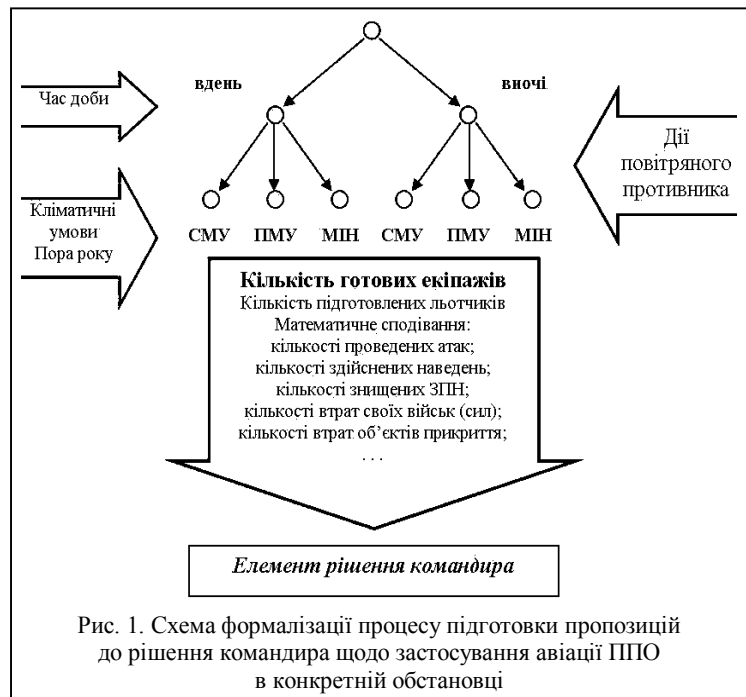 вдень
вночі
Час доби
Дії
повітряного
противника
Кліматичні
умови
Пора року
СМУ ПМУ МІН СМУ ПМУ МІН
Кількість готових екіпажів
Кількість підготовлених льотчиків
Математичне сподівання:
кількості проведених атак;
кількості здійснених наведень;
кількості знищених ЗПН;
кількості втрат своїх військ (сил);
кількості втрат об’єктів прикриття;
. . .
Елемент рішення командира
Рис. 1. Схема формалізації процесу підготовки пропозицій
до рішення командира щодо застосування авіації ППО
в конкретній обстановці